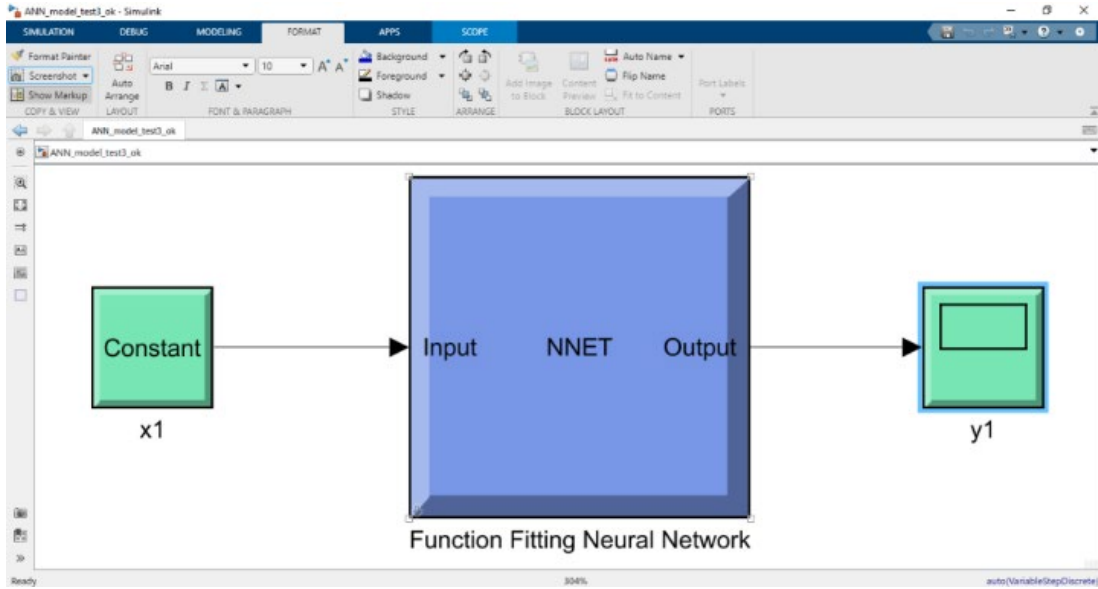 ANN_model_test3_ok - Simulink
SIMULATION DEBUG MODELING FORMAT APPS SCOPE
Format Painter
Screenshot
Show Markup
COPY & VIEW
Auto
Arrange
LAYOUT
Arial 10 A A
B I A
FONT & PARAGRAPH
Background
Foreground
Shadow
STYLE
ARRANGE
Add Image
to Block
Content
Preview
Auto Name
Flip Name
Fit to Content
BLOCK LAYOUT
Port Labels
PORTS
ANN_model_test3_ok
ANN_model_test3_ok
Constant
x1
Input NNET Output
Function Fitting Neural Network
y1
Ready 304% auto(VariableStepDiscrete)